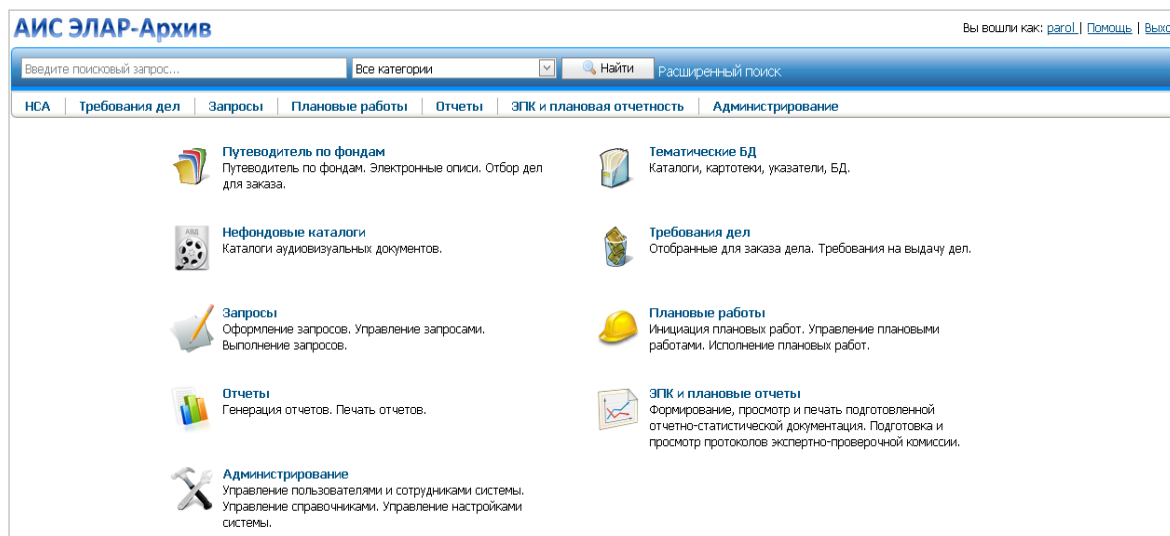 АИС ЭЛАР-Архив
Вы вошли как: parol | Помощь | Выхо
Введите поисковый запрос...
Все категории
Найти
Расширенный поиск
НСА
Требования дел
Запросы
Плановые работы
Отчеты
ЭПК и плановая отчетность
Администрирование
Путеводитель по фондам
Путеводитель по фондам. Электронные описи. Отбор дел
для заказа.
Тематические БД
Каталоги, картотеки, указатели, БД.
АВД
Нефондовые каталоги
Каталоги аудиовизуальных документов.
Требования дел
Отобранные для заказа дела. Требования на выдачу дел.
Запросы
Оформление запросов. Управление запросами.
Выполнение запросов.
Плановые работы
Инициация плановых работ. Управление плановыми
работами. Исполнение плановых работ.
Отчеты
Генерация отчетов. Печать отчетов.
ЭПК и плановые отчеты
Формирование, просмотр и печать подготовленной
отчетно-статистической документации. Подготовка и
просмотр протоколов экспертно-проверочной комиссии.
Администрирование
Управление пользователями и сотрудниками системы.
Управление справочниками. Управление настройками
системы.